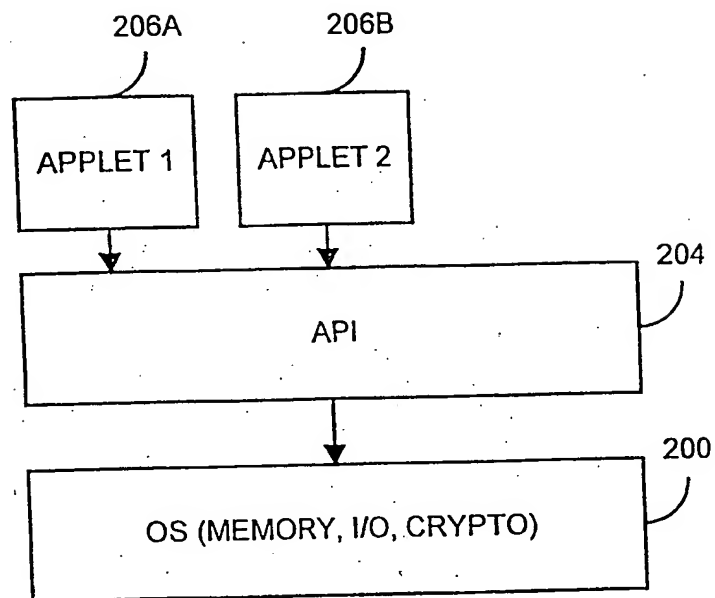 206A
206B
APPLET 1
APPLET 2
204
API
200
OS (MEMORY, I/O, CRYPTO)